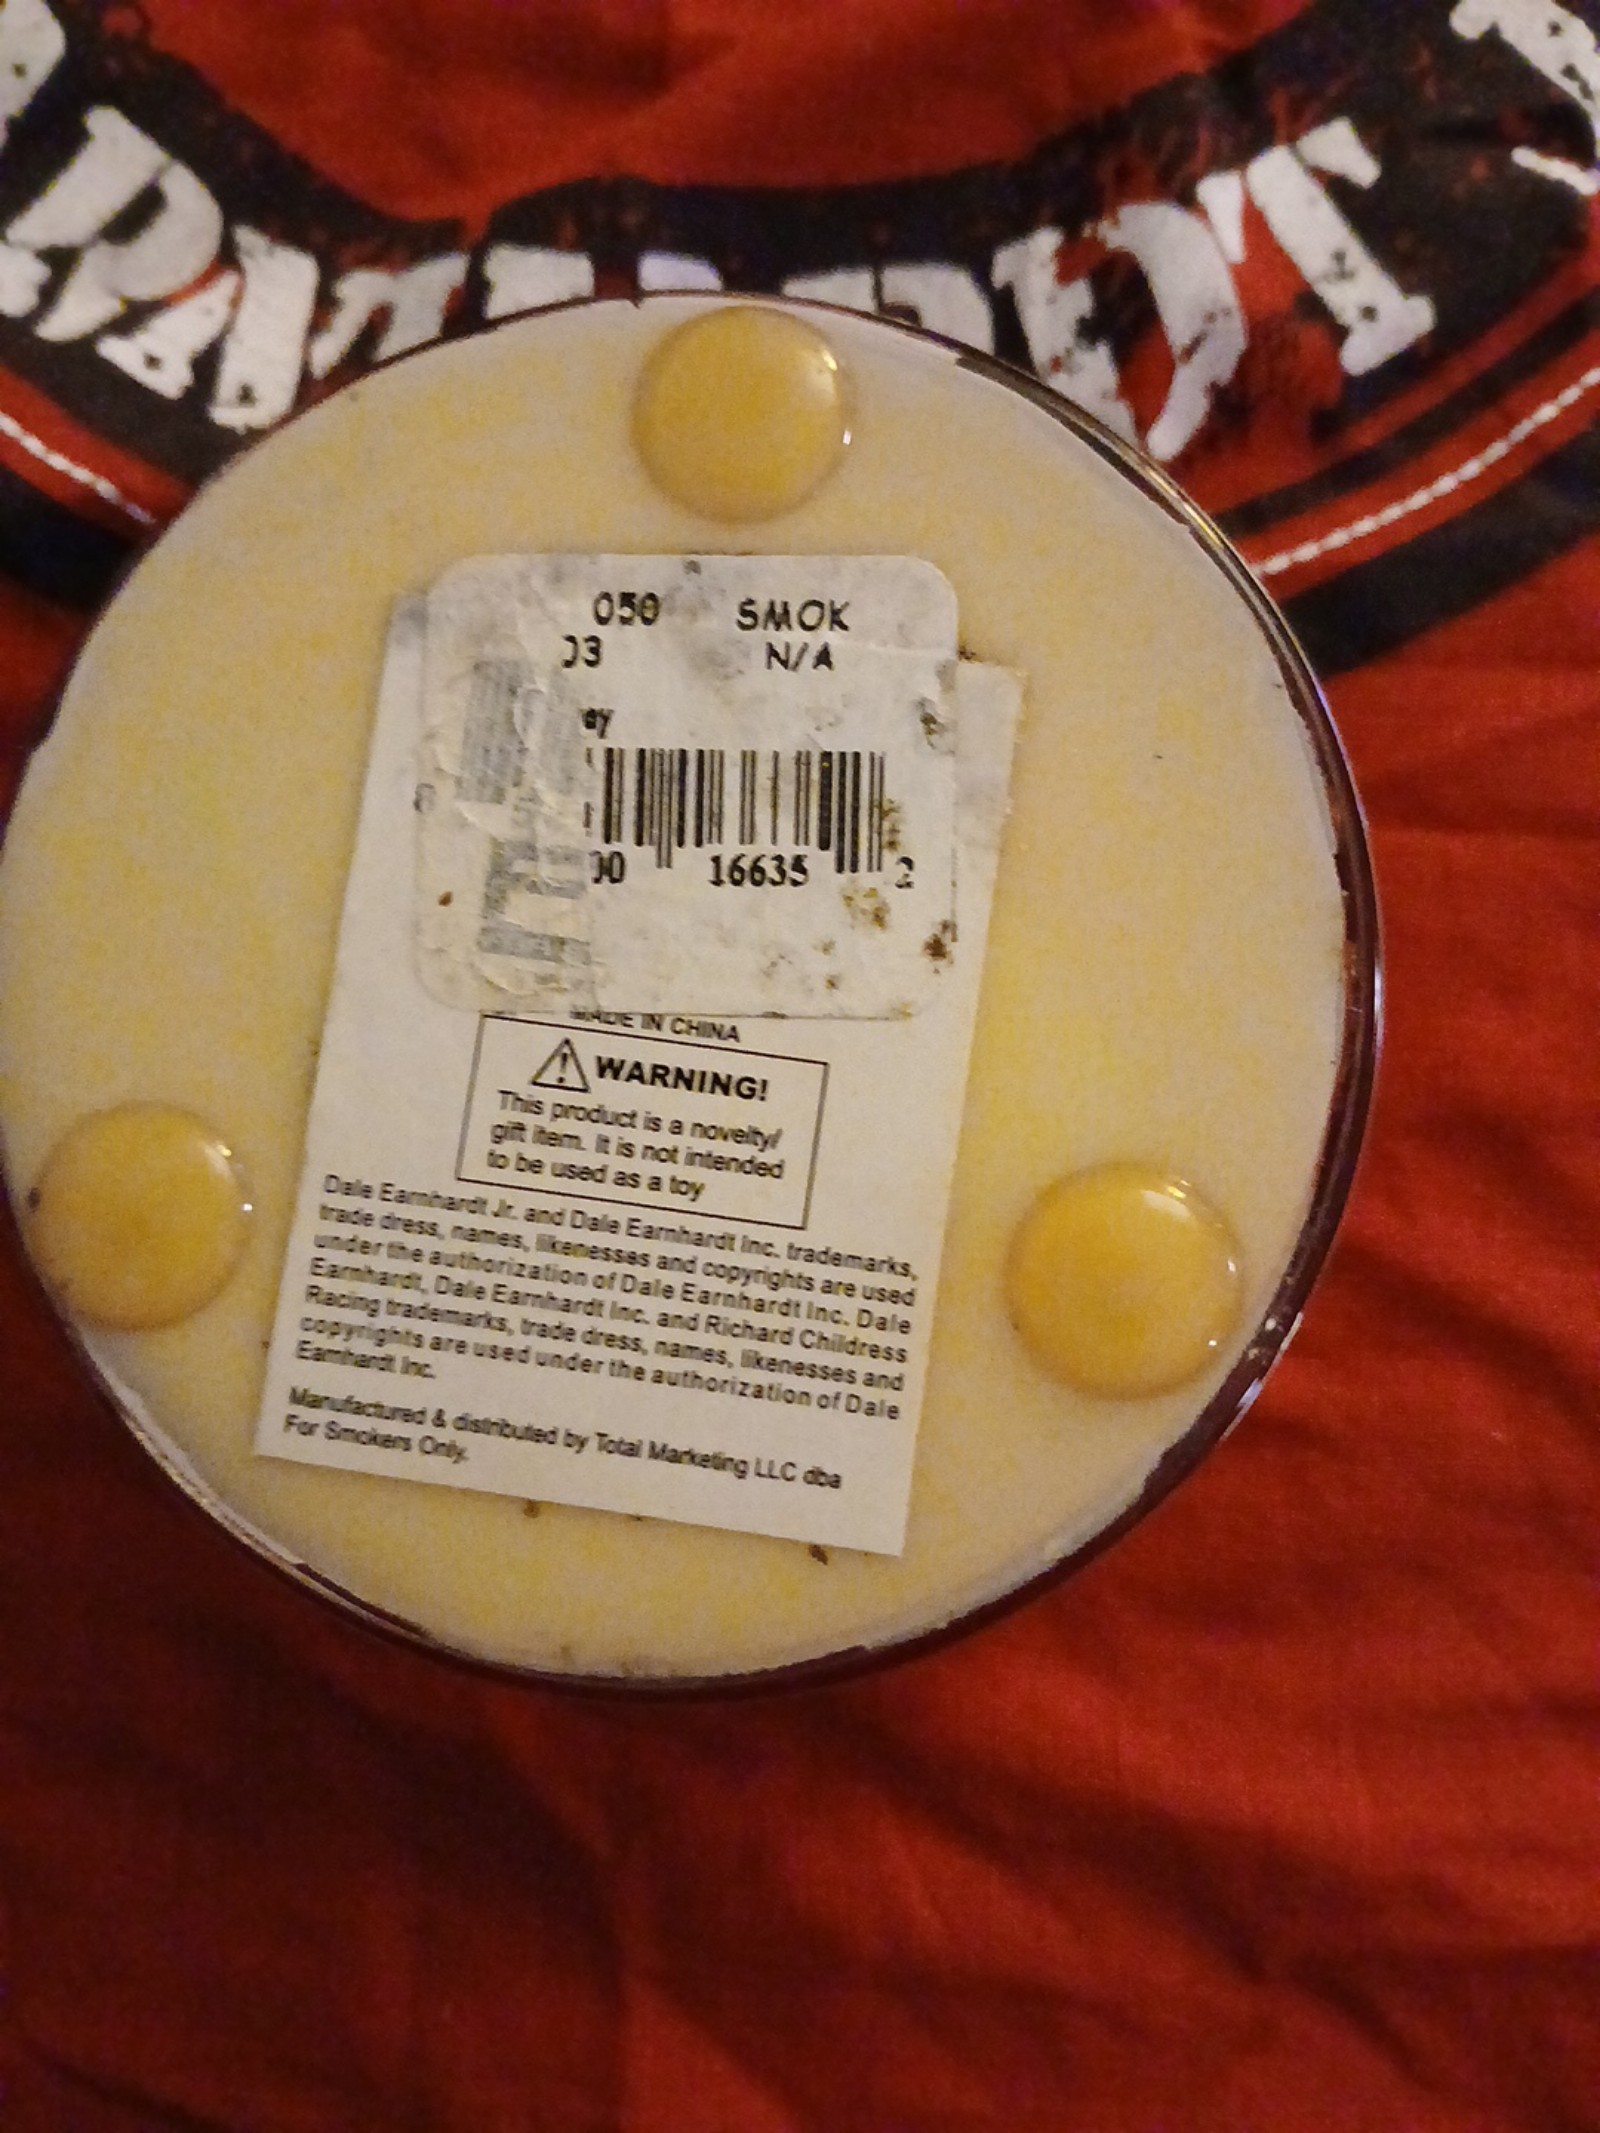 050 SMOK
03 N/A
ay
00 16635 2
MADE IN CHINA
WARNING!
This product is a novelty/
gift item. It is not intended
to be used as a toy
Dale Earnhardt Jr. and Dale Earnhardt Inc. trademarks,
trade dress, names, likenesses and copyrights are used
under the authorization of Dale Earnhardt Inc. Dale
Earnhardt, Dale Earnhardt Inc. and Richard Childress
Racing trademarks, trade dress, names, likenesses and
copyrights are used under the authorization of Dale
Earnhardt Inc.
Manufactured & distributed by Total Marketing LLC dba
For Smokers Only.